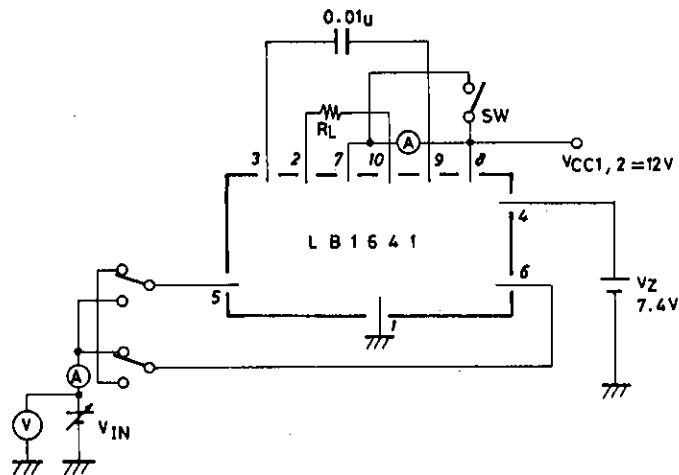 0.01u
SW
RL
3 2 7 10 A 9 8
VCC1, 2 = 12V
4
LB1641
6
VZ
7.4V
5
1
A
V
VIN